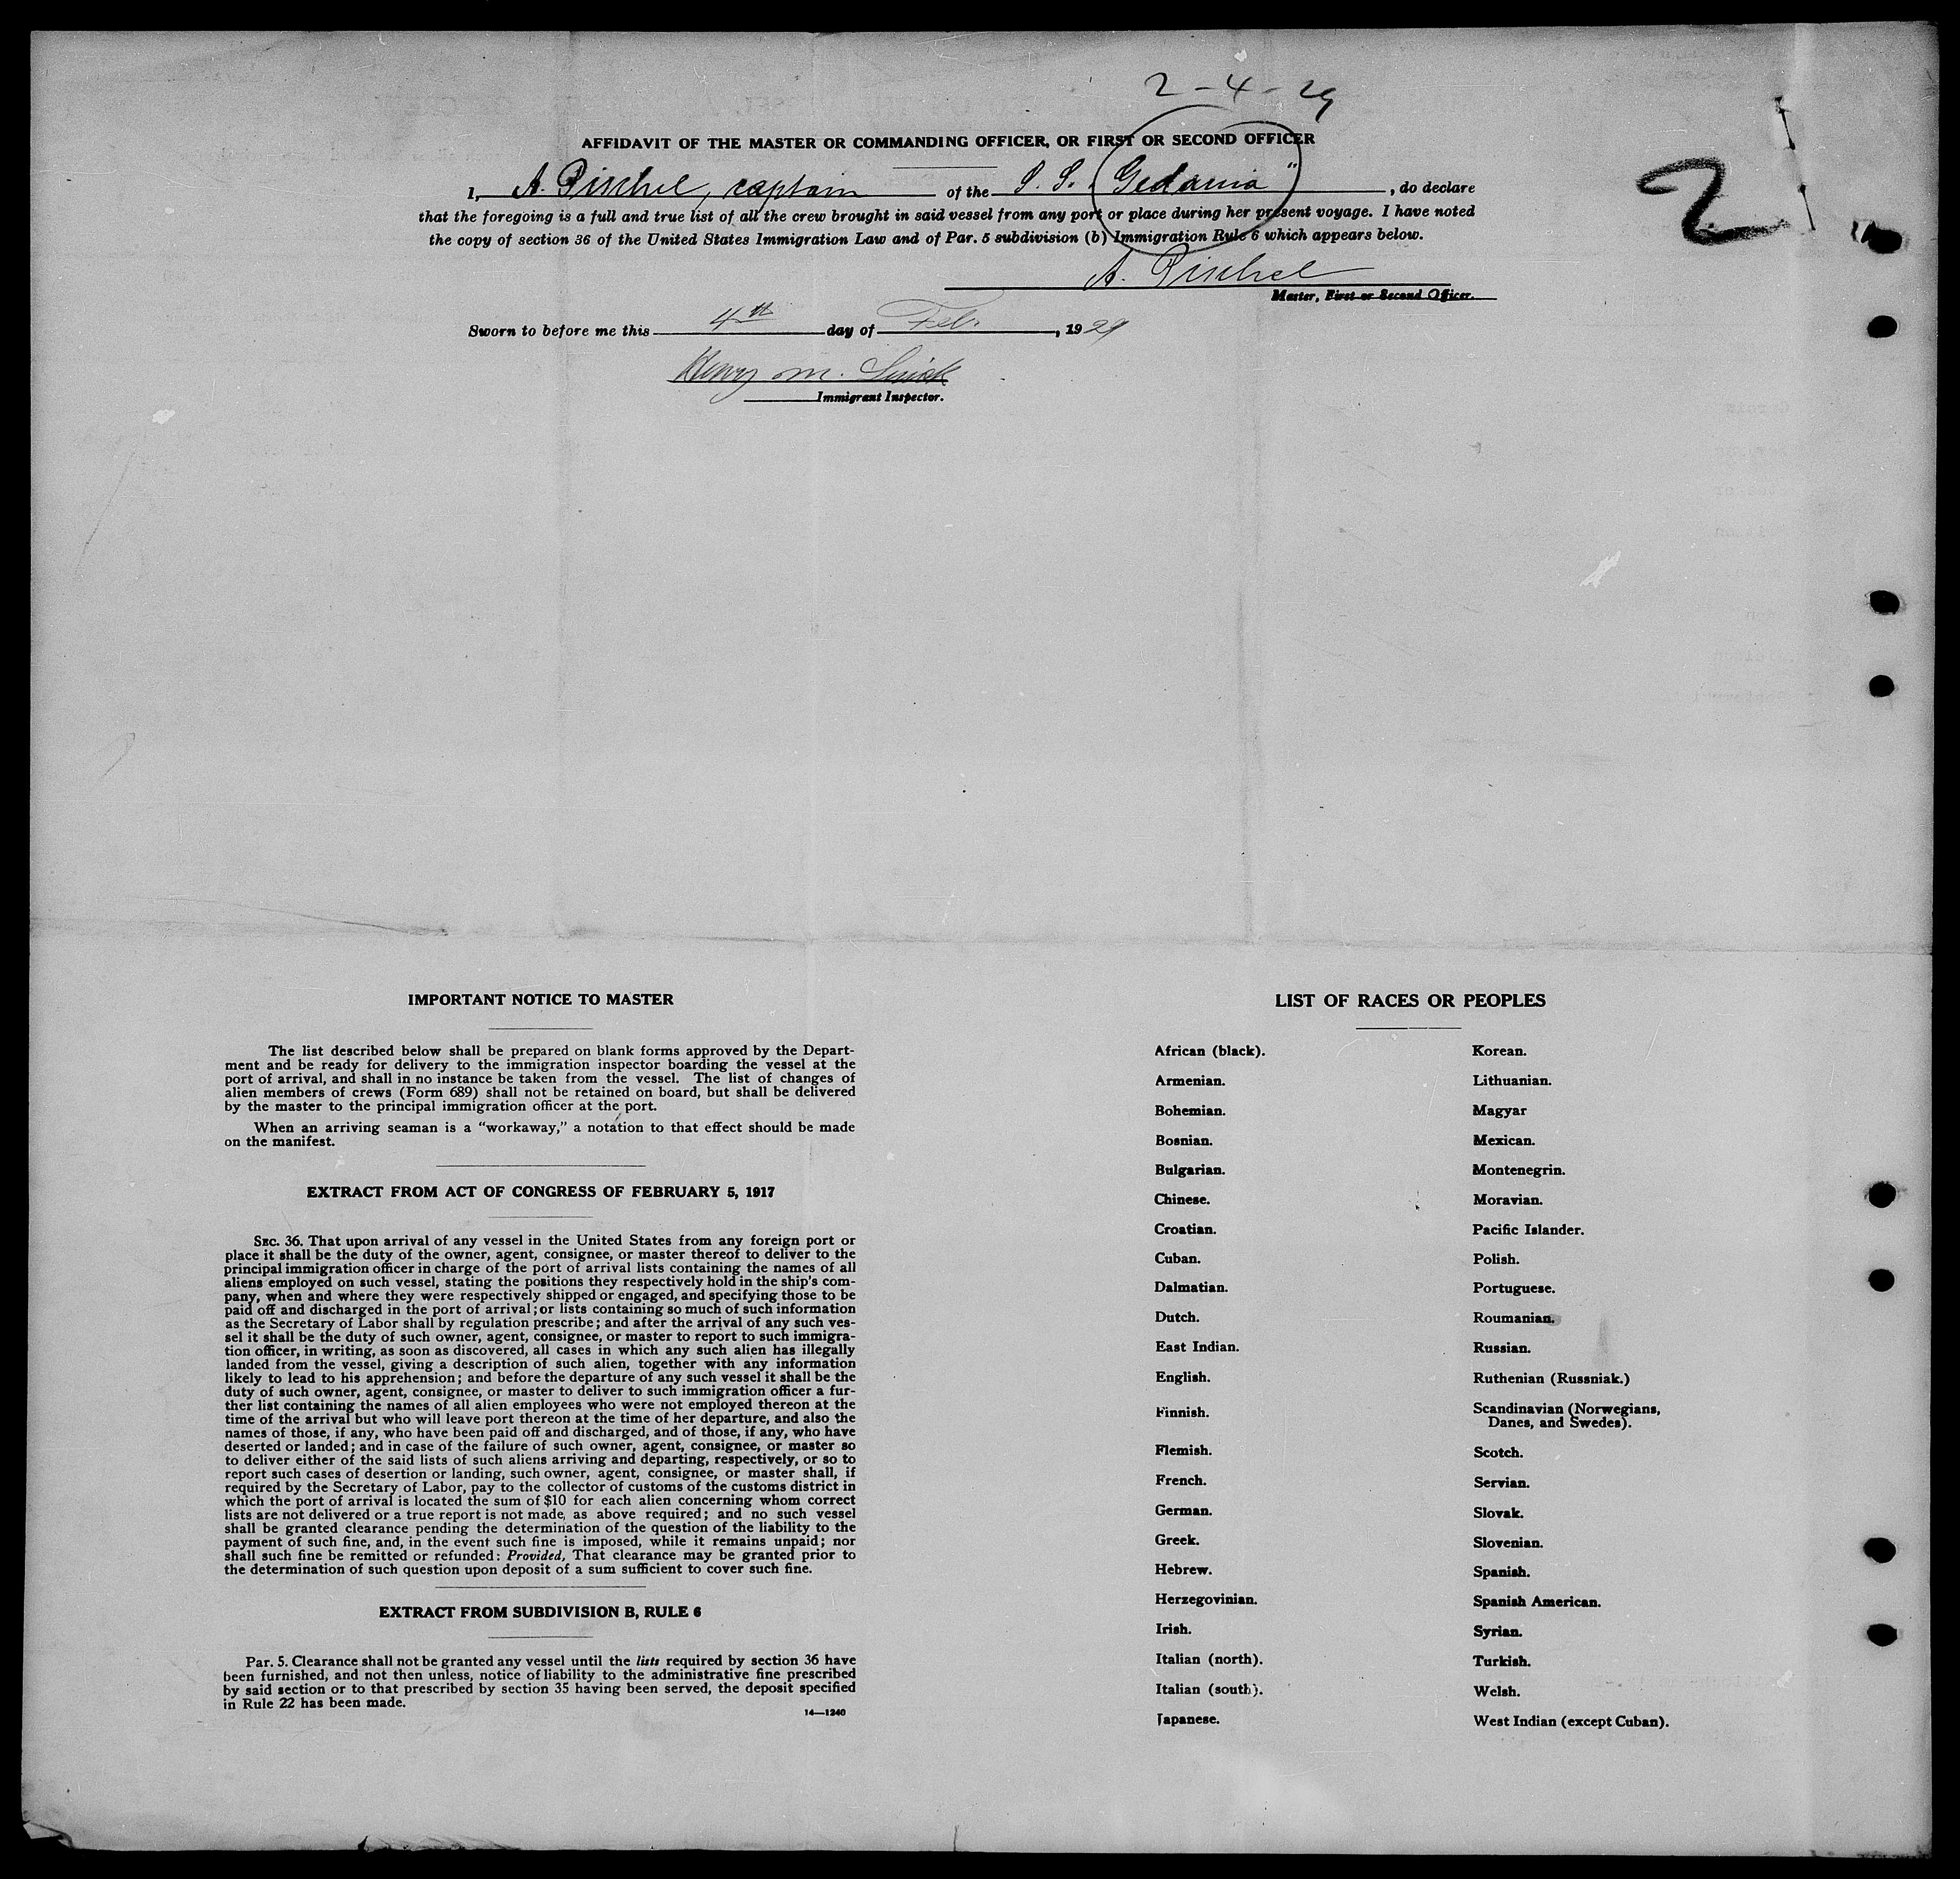 2-4-29
AFFIDAVIT OF THE MASTER OR COMMANDING OFFICER, OR FIRST OR SECOND OFFICER
I, A. Pischel, captain of the S. S. "Gedania", do declare
that the foregoing is a full and true list of all the crew brought in said vessel from any port or place during her present voyage. I have noted
the copy of section 36 of the United States Immigration Law and of Par. 5 subdivision (b) Immigration Rule 6 which appears below.
A. Pischel
Master, First or Second Officer.
Sworn to before me this 4th day of Feb., 1929
Henry M.
Immigrant Inspector.
2
IMPORTANT NOTICE TO MASTER
The list described below shall be prepared on blank forms approved by the Depart-
ment and be ready for delivery to the immigration inspector boarding the vessel at the
port of arrival, and shall in no instance be taken from the vessel. The list of changes of
alien members of crews (Form 689) shall not be retained on board, but shall be delivered
by the master to the principal immigration officer at the port.
When an arriving seaman is a "workaway," a notation to that effect should be made
on the manifest.
EXTRACT FROM ACT OF CONGRESS OF FEBRUARY 5, 1917
SEC. 36. That upon arrival of any vessel in the United States from any foreign port or
place it shall be the duty of the owner, agent, consignee, or master thereof to deliver to the
principal immigration officer in charge of the port of arrival lists containing the names of all
aliens employed on such vessel, stating the positions they respectively hold in the ship's com-
pany, when and where they were respectively shipped or engaged, and specifying those to be
paid off and discharged in the port of arrival; or lists containing so much of such information
as the Secretary of Labor shall by regulation prescribe; and after the arrival of any such ves-
sel it shall be the duty of such owner, agent, consignee, or master to report to such immigra-
tion officer, in writing, as soon as discovered, all cases in which any such alien has illegally
landed from the vessel, giving a description of such alien, together with any information
likely to lead to his apprehension; and before the departure of any such vessel it shall be the
duty of such owner, agent, consignee, or master to deliver to such immigration officer a fur-
ther list containing the names of all alien employees who were not employed thereon at the
time of the arrival but who will leave port thereon at the time of her departure, and also the
names of those, if any, who have been paid off and discharged, and of those, if any, who have
deserted or landed; and in case of the failure of such owner, agent, consignee, or master so
to deliver either of the said lists of such aliens arriving and departing, respectively, or so to
report such cases of desertion or landing, such owner, agent, consignee, or master shall, if
required by the Secretary of Labor, pay to the collector of customs of the customs district in
which the port of arrival is located the sum of $10 for each alien concerning whom correct
lists are not delivered or a true report is not made, as above required; and no such vessel
shall be granted clearance pending the determination of the question of the liability to the
payment of such fine, and, in the event such fine is imposed, while it remains unpaid; nor
shall such fine be remitted or refunded: Provided, That clearance may be granted prior to
the determination of such question upon deposit of a sum sufficient to cover such fine.
EXTRACT FROM SUBDIVISION B, RULE 6
Par. 5. Clearance shall not be granted any vessel until the lists required by section 36 have
been furnished, and not then unless, notice of liability to the administrative fine prescribed
by said section or to that prescribed by section 35 having been served, the deposit specified
in Rule 22 has been made.
14—1240
LIST OF RACES OR PEOPLES
African (black).
Armenian.
Bohemian.
Bosnian.
Bulgarian.
Chinese.
Croatian.
Cuban.
Dalmatian.
Dutch.
East Indian.
English.
Finnish.
Flemish.
French.
German.
Greek.
Hebrew.
Herzegovinian.
Irish.
Italian (north).
Italian (south).
Japanese.
Korean.
Lithuanian.
Magyar
Mexican.
Montenegrin.
Moravian.
Pacific Islander.
Polish.
Portuguese.
Roumanian.
Russian.
Ruthenian (Russniak.)
Scandinavian (Norwegians,
Danes, and Swedes).
Scotch.
Servian.
Slovak.
Slovenian.
Spanish.
Spanish American.
Syrian.
Turkish.
Welsh.
West Indian (except Cuban).